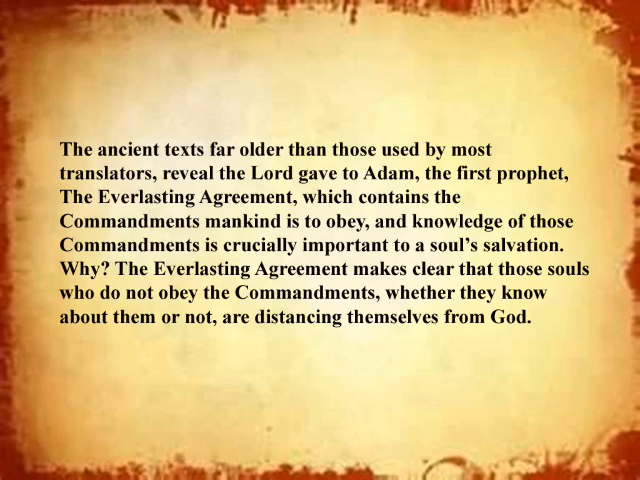 The ancient texts far older than those used by most
translators, reveal the Lord gave to Adam, the first prophet,
The Everlasting Agreement, which contains the
Commandments mankind is to obey, and knowledge of those
Commandments is crucially important to a soul’s salvation.
Why? The Everlasting Agreement makes clear that those souls
who do not obey the Commandments, whether they know
about them or not, are distancing themselves from God.